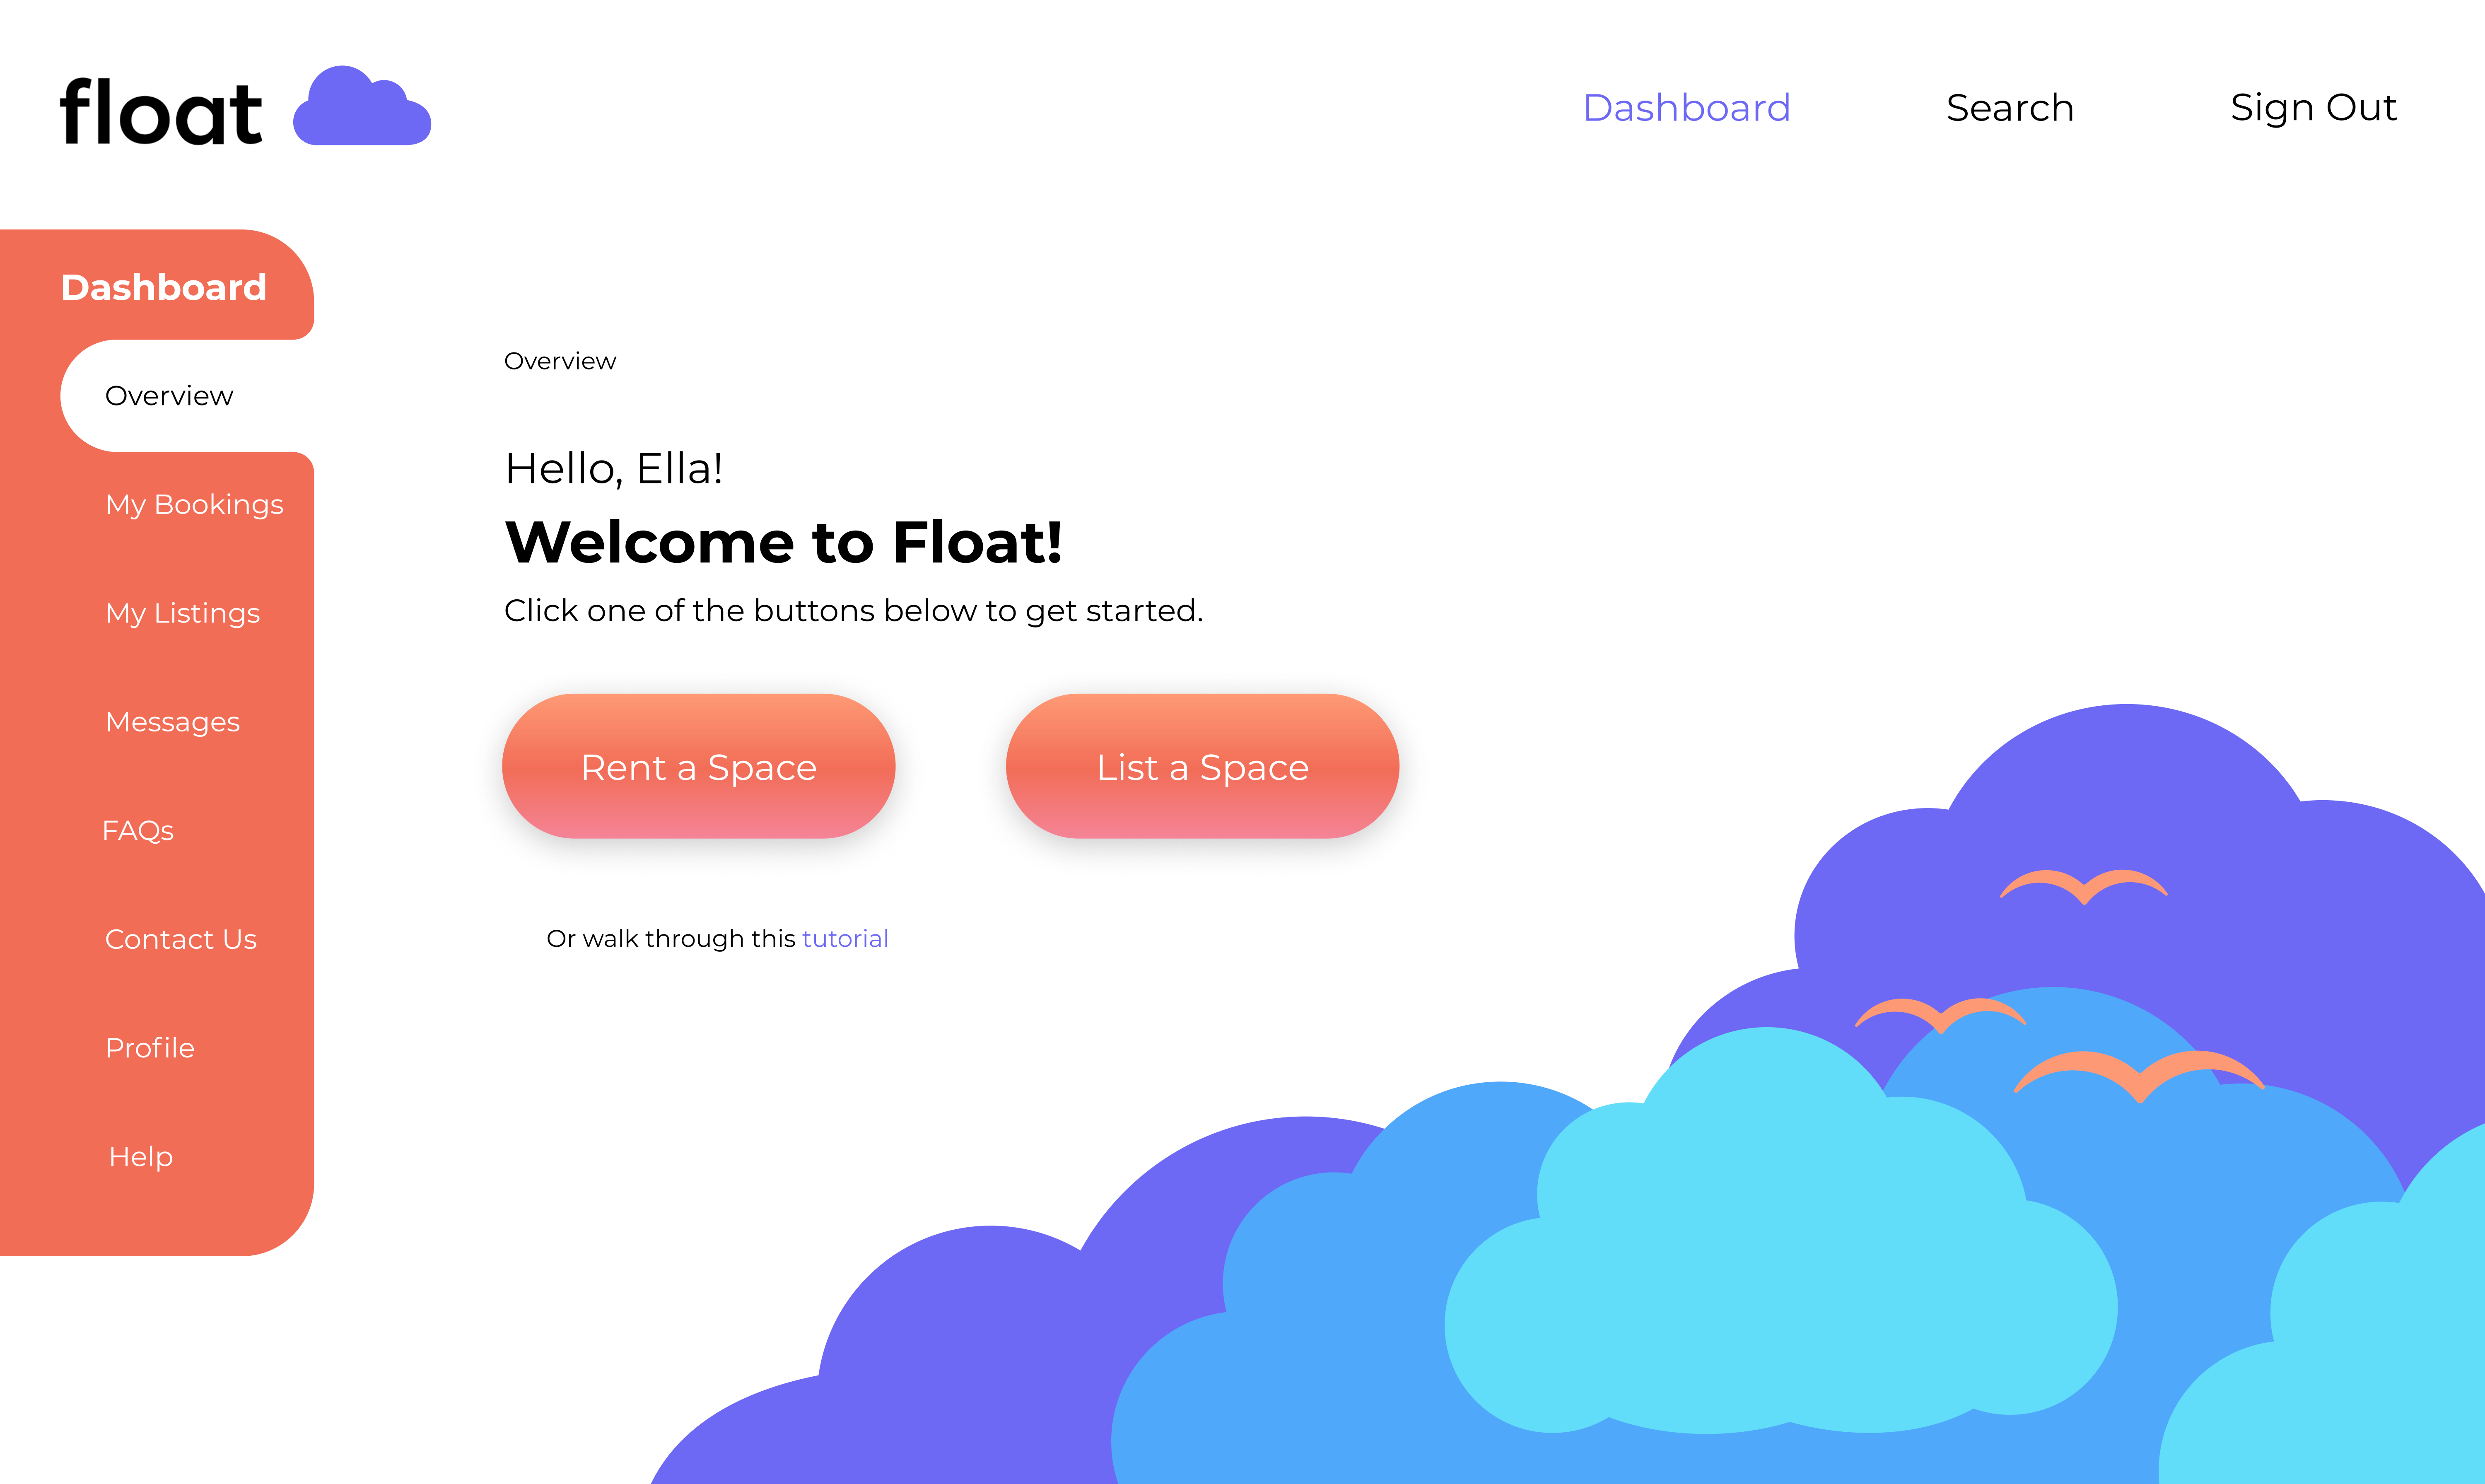 float
Dashboard
Search
Sign Out
Dashboard
Overview
My Bookings
My Listings
Messages
FAQs
Contact Us
Profile
Help
Overview
Hello, Ella!
Welcome to Float!
Click one of the buttons below to get started.
Rent a Space
List a Space
Or walk through this tutorial